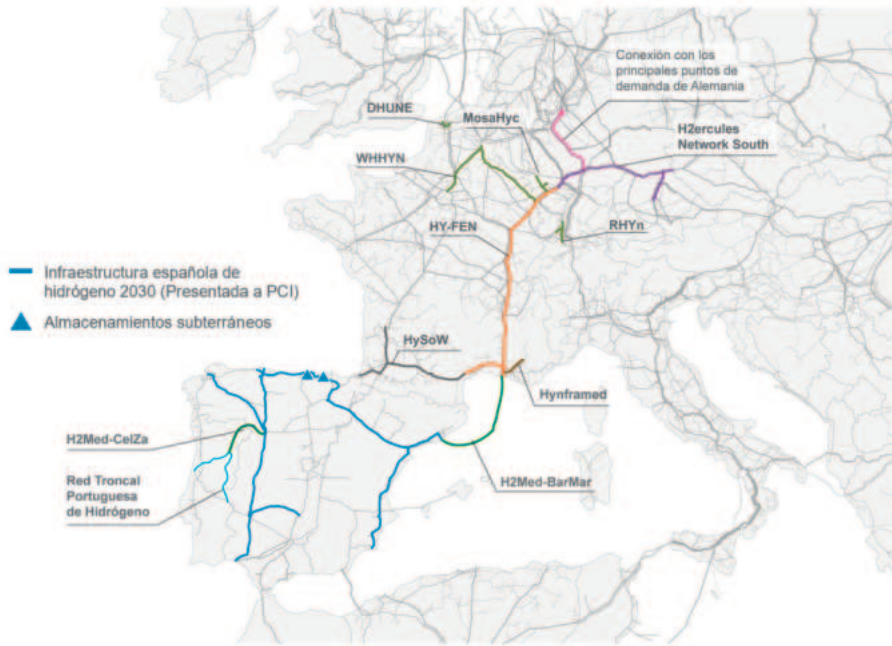 Conexión con los
principales puntos de
demanda de Alemania
DHUNE
MosaHyc
H2ercules
Network South
WHHYN
HY-FEN
RHYn
Infraestructura española de
hidrógeno 2030 (Presentada a PCI)
Almacenamientos subterráneos
HySoW
Hynframed
H2Med-CelZa
H2Med-BarMar
Red Troncal
Portuguesa
de Hidrógeno